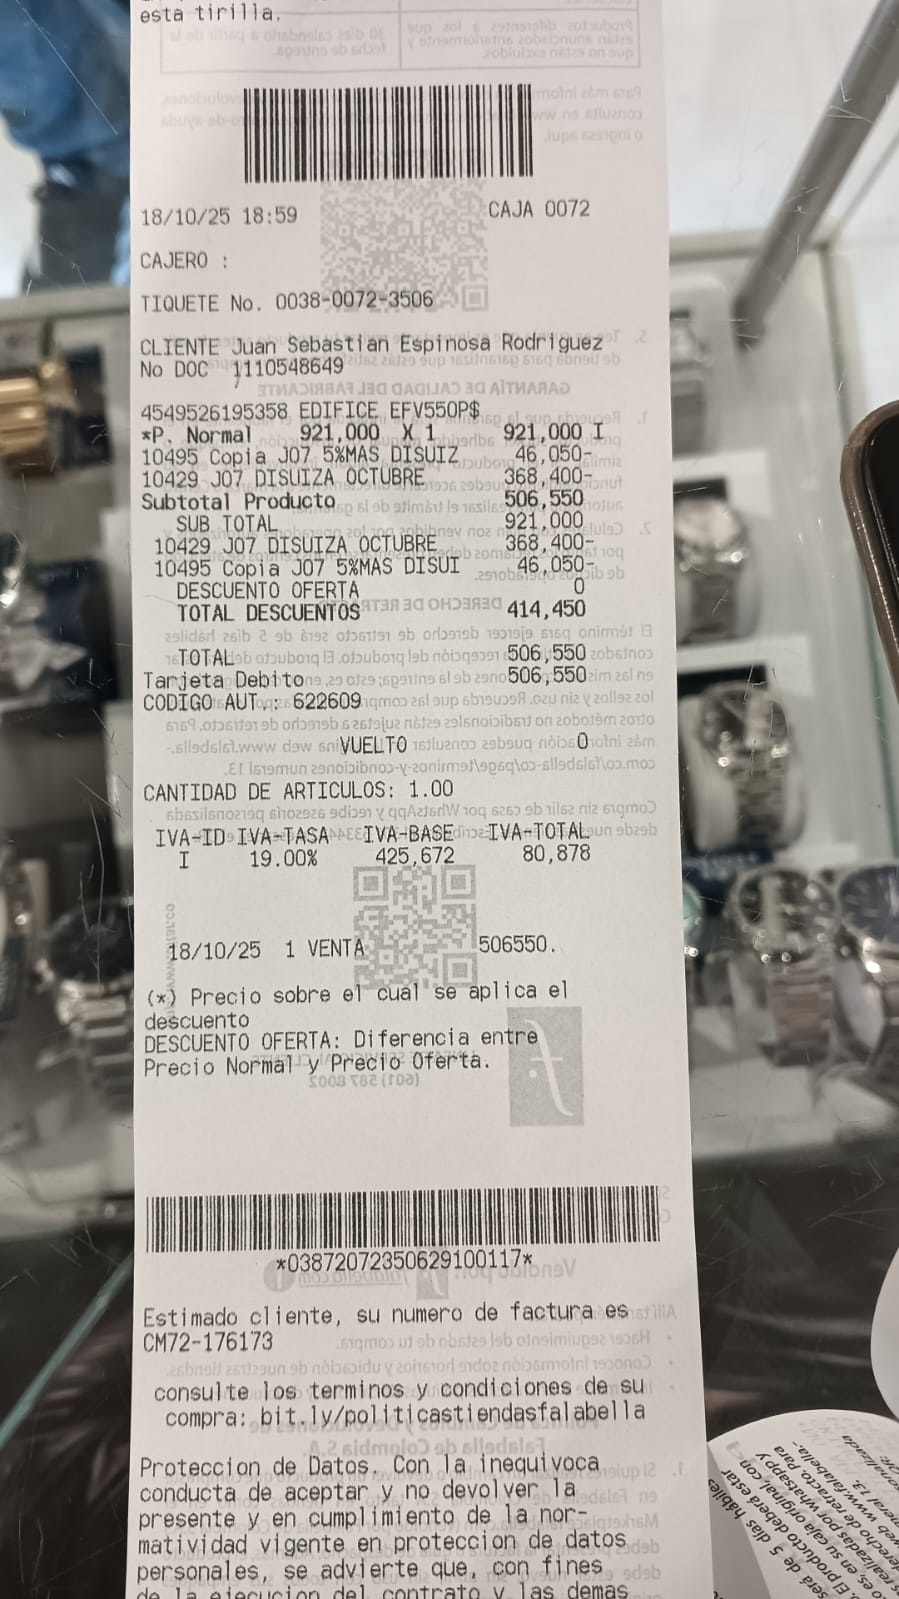 esta tirilla.
18/10/25 18:59 CAJA 0072
CAJERO :
TIQUETE No. 0038-0072-3506
CLIENTE Juan Sebastian Espinosa Rodriguez
No DOC 1110548649
4549526195358 EDIFICE EFV550P$
*P. Normal 921,000 X 1 921,000 I
10495 Copia J07 5%MAS DISUIZ 46,050-
10429 J07 DISUIZA OCTUBRE 368,400-
Subtotal Producto 506,550
SUB TOTAL 921,000
10429 J07 DISUIZA OCTUBRE 368,400-
10495 Copia J07 5%MAS DISUI 46,050-
DESCUENTO OFERTA 0
TOTAL DESCUENTOS 414,450
TOTAL 506,550
Tarjeta Debito 506,550
CODIGO AUT.: 622609
VUELTO 0
CANTIDAD DE ARTICULOS: 1.00
IVA-ID IVA-TASA IVA-BASE IVA-TOTAL
I 19.00% 425,672 80,878
18/10/25 1 VENTA 506550.
(*) Precio sobre el cual se aplica el
descuento
DESCUENTO OFERTA: Diferencia entre
Precio Normal y Precio Oferta.
*03872072350629100117*
Estimado cliente, su numero de factura es
CM72-176173
consulte los terminos y condiciones de su
compra: bit.ly/politicastiendasfalabella
Proteccion de Datos. Con la inequivoca
conducta de aceptar y no devolver la
presente y en cumplimiento de la nor-
matividad vigente en proteccion de datos
personales, se advierte que, con fines
de la ejecucion del contrato y las demas